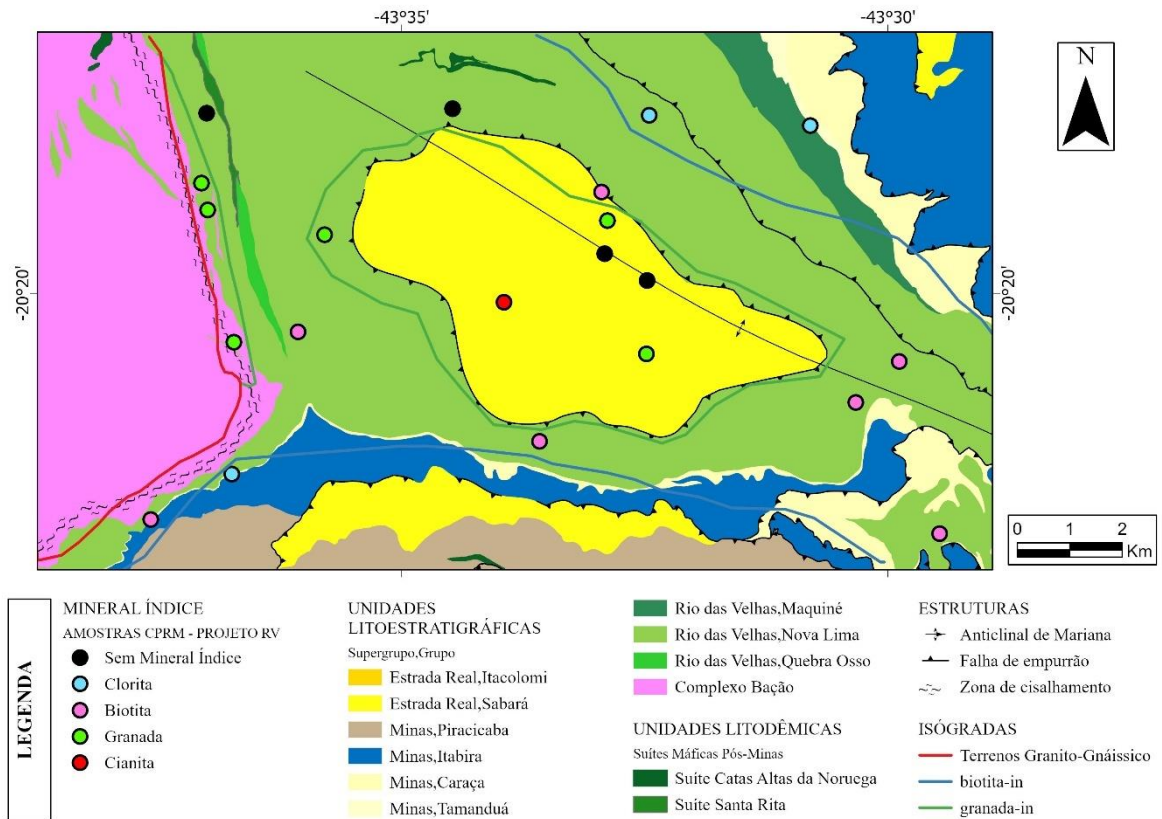 -43°35'
-43°30'
N
-20°20'
-20°20'
0 1 2
Km
LEGENDA
MINERAL ÍNDICE
AMOSTRAS CPRM - PROJETO RV
Sem Mineral Índice
Clorita
Biotita
Granada
Cianita
UNIDADES
LITOESTRATIGRÁFICAS
Supergrupo,Grupo
Estrada Real,Itacolomi
Estrada Real,Sabará
Minas,Piracicaba
Minas,Itabira
Minas,Caraça
Minas,Tamanduá
Rio das Velhas,Maquiné
Rio das Velhas,Nova Lima
Rio das Velhas,Quebra Osso
Complexo Bação
UNIDADES LITODÊMICAS
Suítes Máficas Pós-Minas
Suíte Catas Altas da Noruega
Suíte Santa Rita
ESTRUTURAS
Anticlinal de Mariana
Falha de empurrão
Zona de cisalhamento
ISÓGRADAS
Terrenos Granito-Gnáissico
biotita-in
granada-in